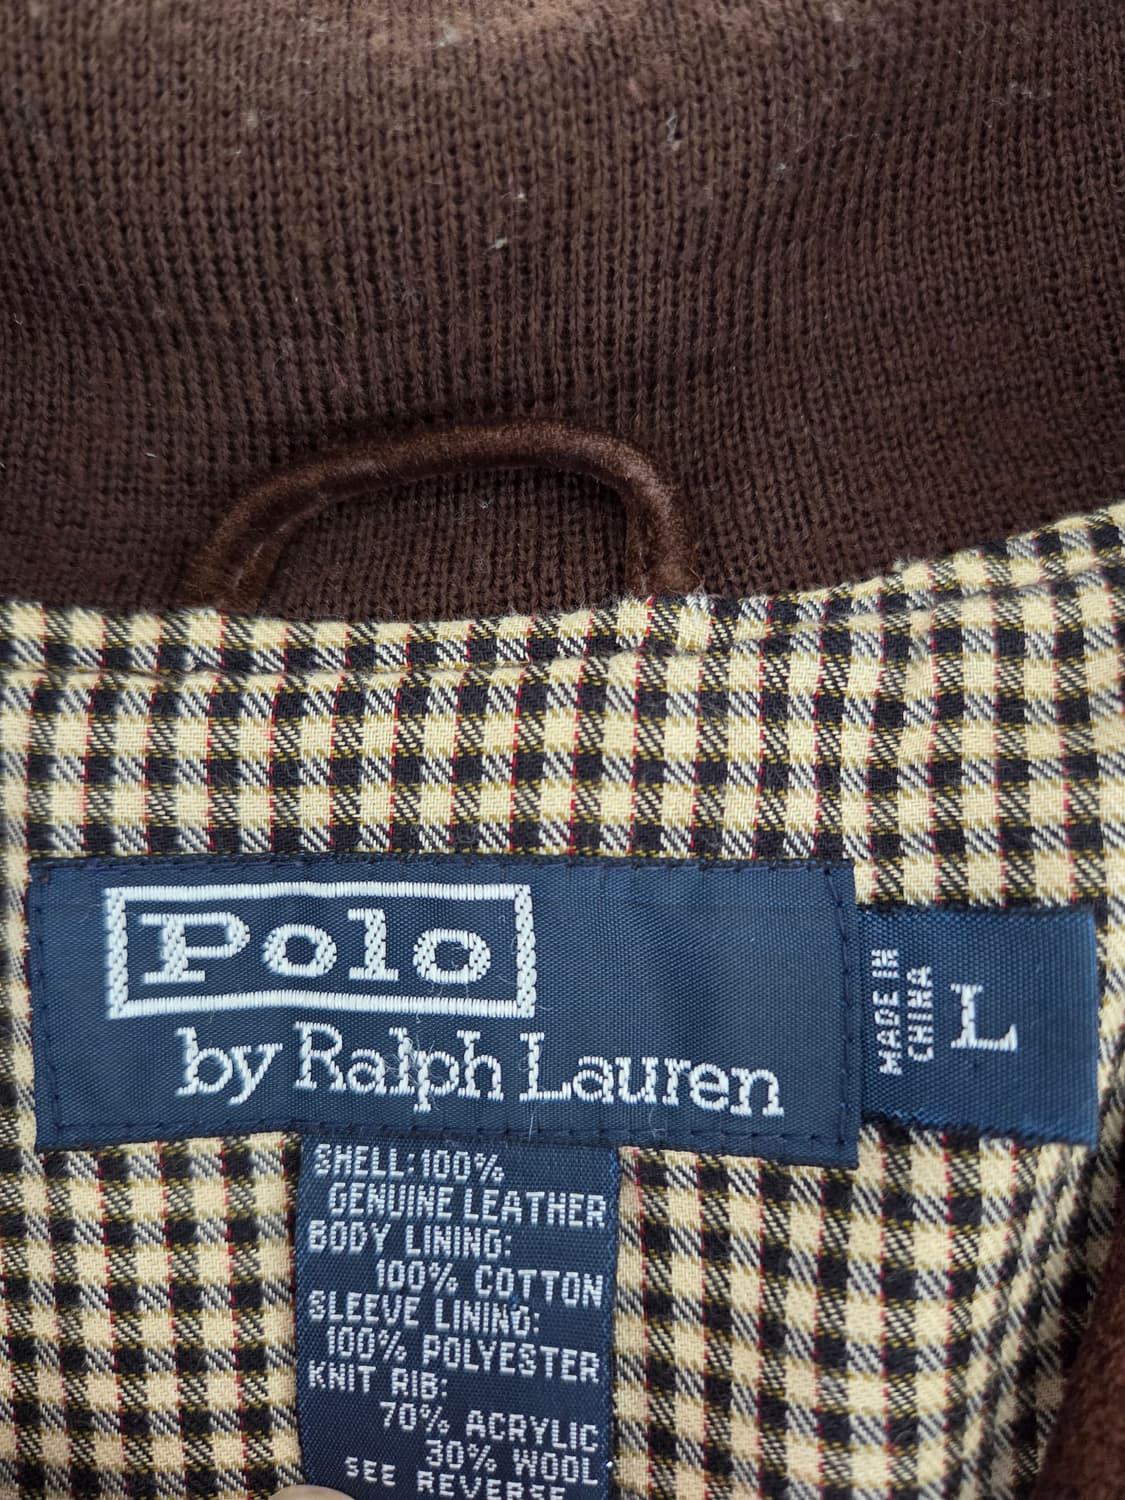 Polo
by Ralph Lauren
MADE IN
CHINA
L
SHELL: 100%
GENUINE LEATHER
BODY LINING:
100% COTTON
SLEEVE LINING:
100% POLYESTER
KNIT RIB:
70% ACRYLIC
30% WOOL
SEE REVERSE